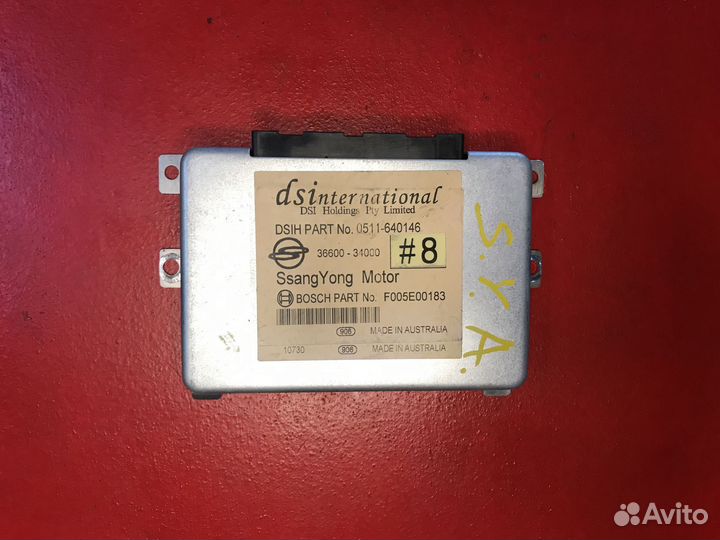 dsinternational
DSI Holdings Pty Limited
DSIH PART No. 0511-640146
36600 - 34000
#8
SsangYong Motor
BOSCH PART No. F005E00183
906 MADE IN AUSTRALIA
10730 906 MADE IN AUSTRALIA
S.Y.A.
Avito